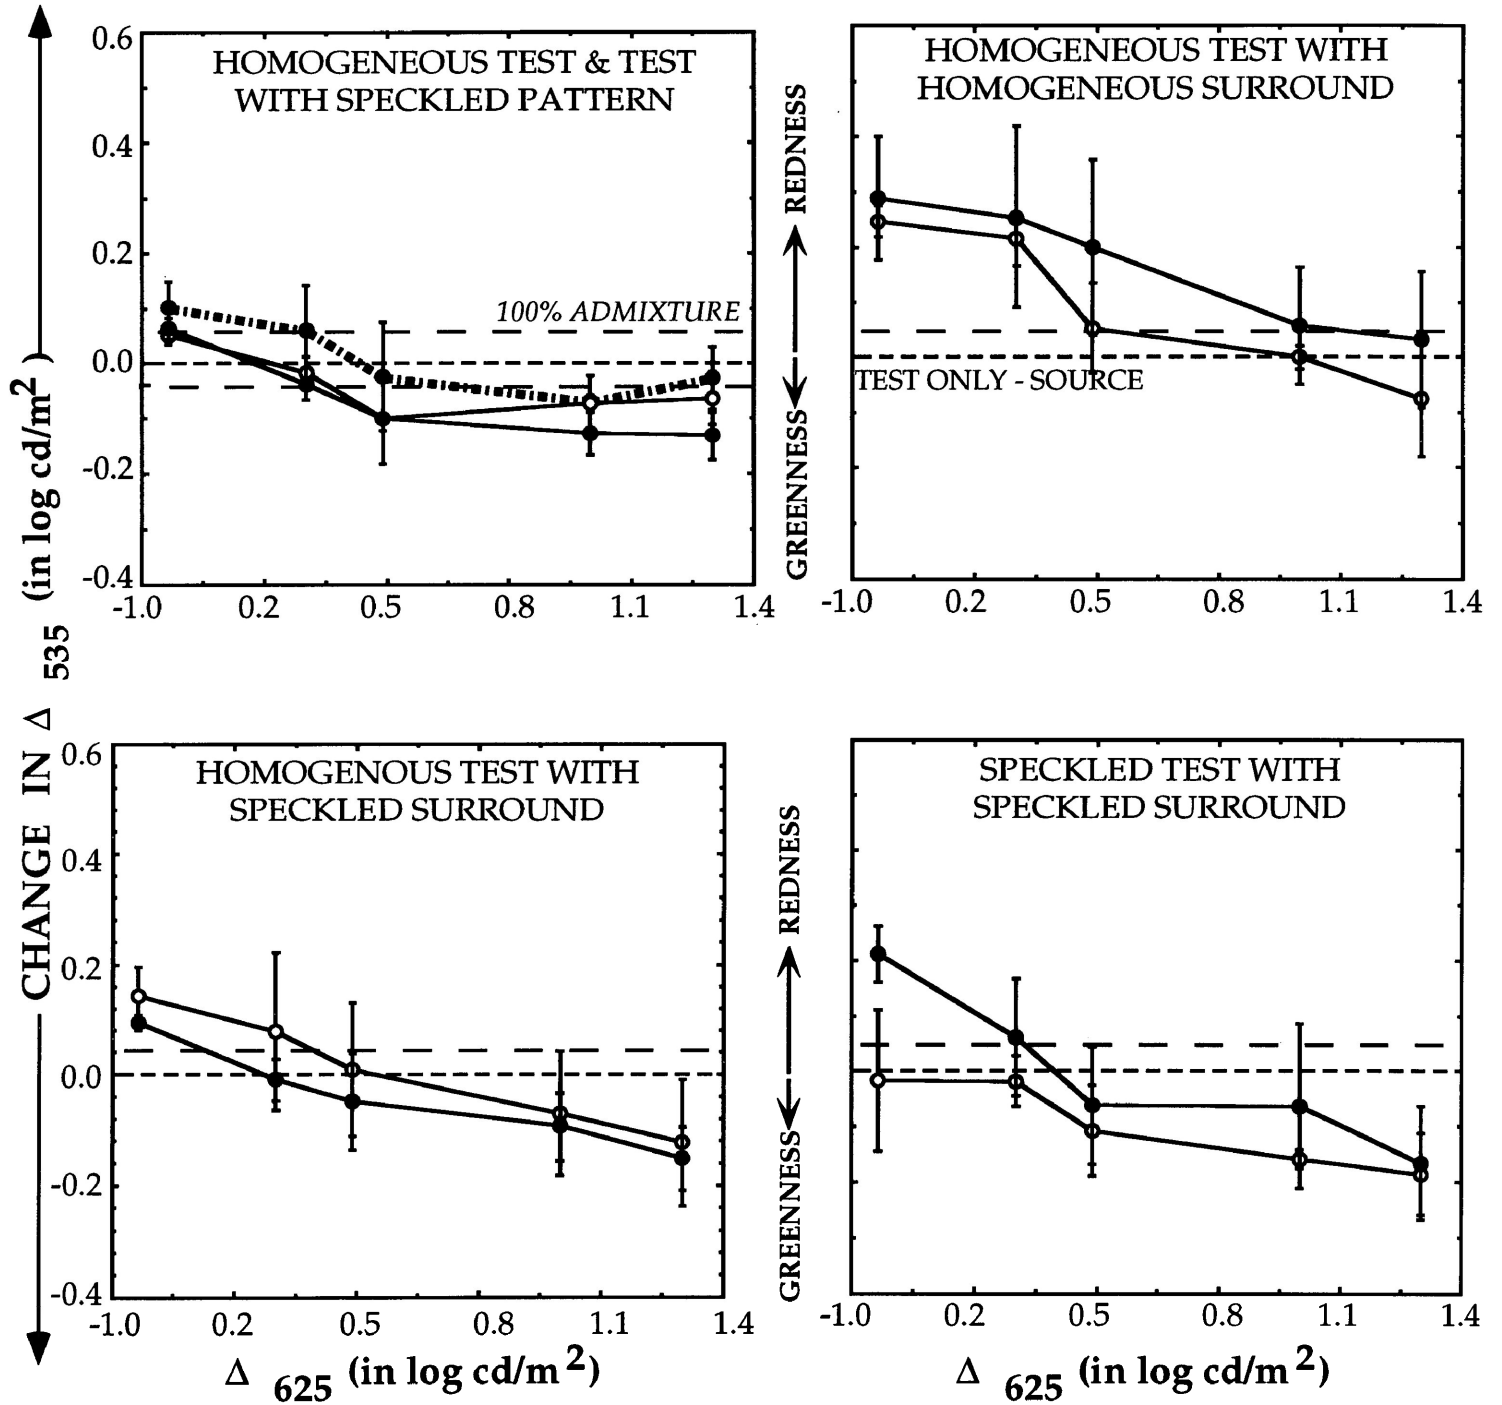 HOMOGENEOUS TEST & TEST
WITH SPECKLED PATTERN
100% ADMIXTURE
0.6
0.4
0.2
0.0
-0.2
-0.4
-1.0 0.2 0.5 0.8 1.1 1.4
HOMOGENEOUS TEST WITH
HOMOGENEOUS SURROUND
TEST ONLY - SOURCE
REDNESS
GREENNESS
-1.0 0.2 0.5 0.8 1.1 1.4
CHANGE IN Δ 535 (in log cd/m2)
HOMOGENOUS TEST WITH
SPECKLED SURROUND
0.6
0.4
0.2
0.0
-0.2
-0.4
-1.0 0.2 0.5 0.8 1.1 1.4
Δ 625 (in log cd/m2)
SPECKLED TEST WITH
SPECKLED SURROUND
REDNESS
GREENNESS
-1.0 0.2 0.5 0.8 1.1 1.4
Δ 625 (in log cd/m2)